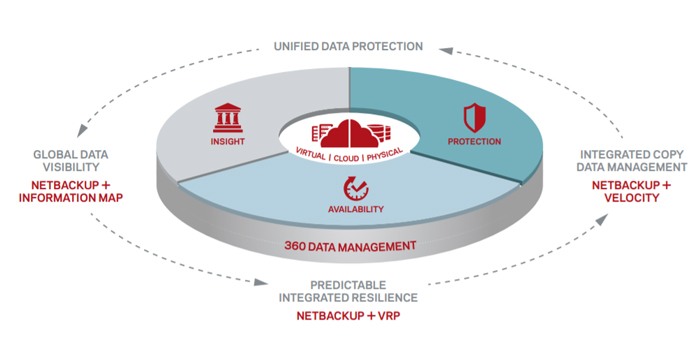 UNIFIED DATA PROTECTION
INSIGHT
PROTECTION
VIRTUAL | CLOUD | PHYSICAL
GLOBAL DATA
VISIBILITY
NETBACKUP +
INFORMATION MAP
INTEGRATED COPY
DATA MANAGEMENT
NETBACKUP +
VELOCITY
AVAILABILITY
360 DATA MANAGEMENT
PREDICTABLE
INTEGRATED RESILIENCE
NETBACKUP + VRP